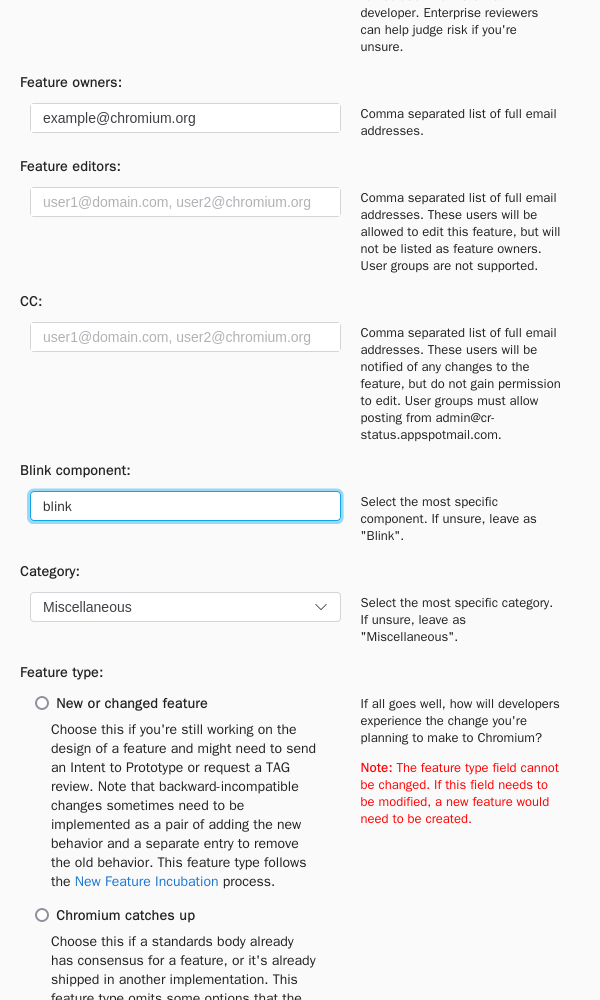 developer. Enterprise reviewers
can help judge risk if you're
unsure.
Feature owners:
example@chromium.org
Comma separated list of full email
addresses.
Feature editors:
user1@domain.com, user2@chromium.org
Comma separated list of full email
addresses. These users will be
allowed to edit this feature, but will
not be listed as feature owners.
User groups are not supported.
CC:
user1@domain.com, user2@chromium.org
Comma separated list of full email
addresses. These users will be
notified of any changes to the
feature, but do not gain permission
to edit. User groups must allow
posting from admin@cr-
status.appspotmail.com.
Blink component:
blink
Select the most specific
component. If unsure, leave as
"Blink".
Category:
Miscellaneous
Select the most specific category.
If unsure, leave as
"Miscellaneous".
Feature type:
New or changed feature
Choose this if you're still working on the
design of a feature and might need to send
an Intent to Prototype or request a TAG
review. Note that backward-incompatible
changes sometimes need to be
implemented as a pair of adding the new
behavior and a separate entry to remove
the old behavior. This feature type follows
the New Feature Incubation process.
If all goes well, how will developers
experience the change you're
planning to make to Chromium?
Note: The feature type field cannot
be changed. If this field needs to
be modified, a new feature would
need to be created.
Chromium catches up
Choose this if a standards body already
has consensus for a feature, or it's already
shipped in another implementation. This
feature type omits some options that the